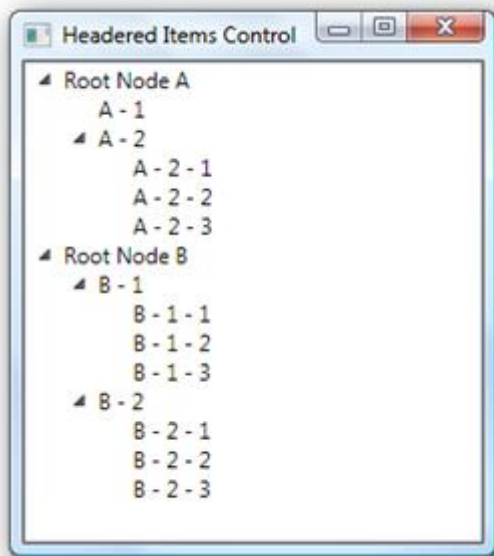 Headered Items Control
Root Node A
A - 1
A - 2
A - 2 - 1
A - 2 - 2
A - 2 - 3
Root Node B
B - 1
B - 1 - 1
B - 1 - 2
B - 1 - 3
B - 2
B - 2 - 1
B - 2 - 2
B - 2 - 3